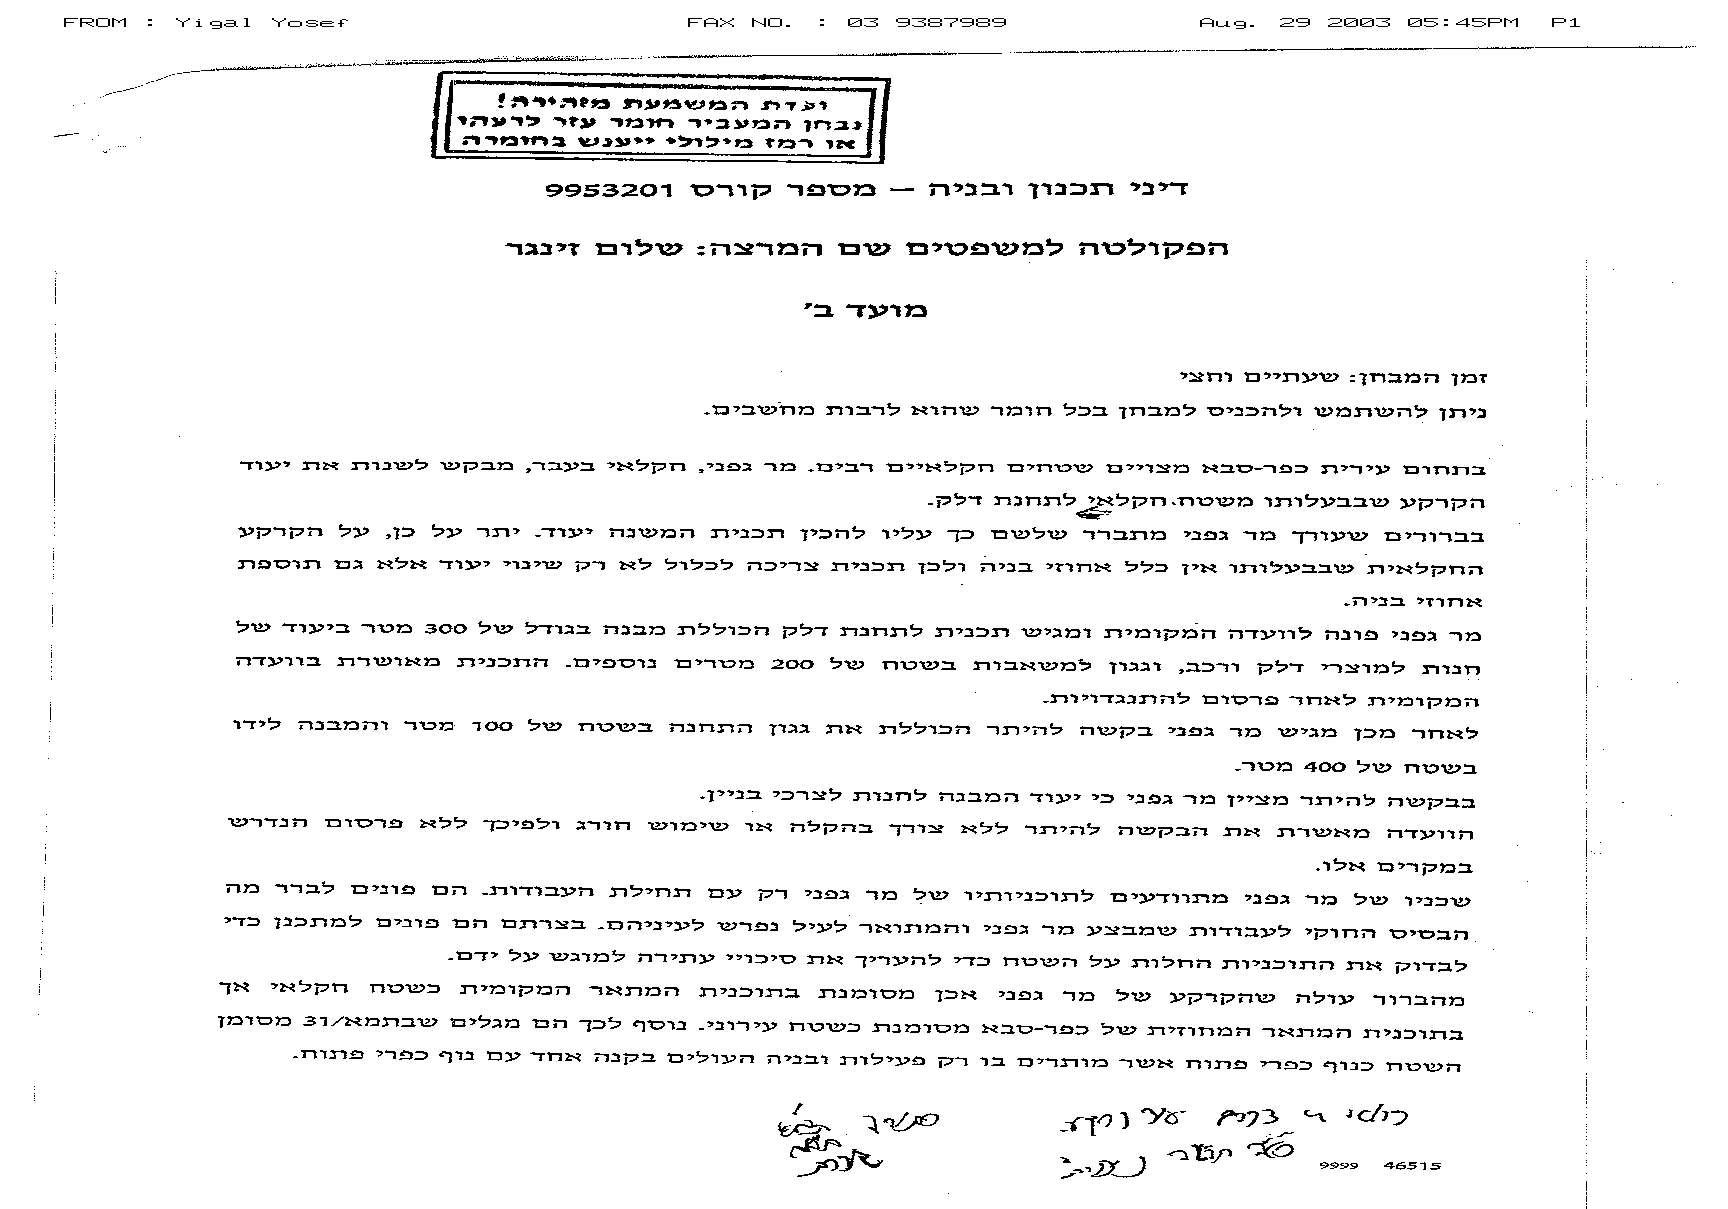 FROM : Yigal Yosef FAX NO. : 03 9387989 Aug. 29 2003 05:45PM P1
ועדת המשמעת מזהירה!
נבחן המעביר חומר עזר לרעהו
או רמז מילולי ייענש בחומרה
דיני תכנון ובניה – מספר קורס 9953201
הפקולטה למשפטים שם המרצה: שלום זינגר
מועד ב'
זמן המבחן: שעתיים וחצי
ניתן להשתמש ולהכניס למבחן בכל חומר שהוא לרבות מחשבים.
בתחום עירית כפר-סבא מצויים שטחים חקלאיים רבים. מר גפני, חקלאי בעבר, מבקש לשנות את יעוד
הקרקע שבבעלותו משטח חקלאי לתחנת דלק.
בברורים שעורך מר גפני מתברר שלשם כך עליו להכין תכנית המשנה יעוד. יתר על כן, על הקרקע
החקלאית שבבעלותו אין כלל אחוזי בניה ולכן תכנית צריכה לכלול לא רק שינוי יעוד אלא גם תוספת
אחוזי בניה.
מר גפני פונה לוועדה המקומית ומגיש תכנית לתחנת דלק הכוללת מבנה בגודל של 300 מטר ביעוד של
חנות למוצרי דלק ורכב, וגגון למשאבות בשטח של 200 מטרים נוספים. התכנית מאושרת בוועדה
המקומית לאחר פרסום להתנגדויות.
לאחר מכן מגיש מר גפני בקשה להיתר הכוללת את גגון התחנה בשטח של 100 מטר והמבנה לידו
בשטח של 400 מטר.
בבקשה להיתר מציין מר גפני כי יעוד המבנה לחנות לצרכי בניין.
הוועדה מאשרת את הבקשה להיתר ללא צורך בהקלה או שימוש חורג ולפיכך ללא פרסום הנדרש
במקרים אלו.
שכניו של מר גפני מתוודעים לתוכניותיו של מר גפני רק עם תחילת העבודות. הם פונים לברר מה
הבסיס החוקי לעבודות שמבצע מר גפני והמתואר לעיל נפרש לעיניהם. בצרתם הם פונים למתכנן כדי
לבדוק את התוכניות החלות על השטח כדי להעריך את סיכויי עתירה למוגש על ידם.
מהברור עולה שהקרקע של מר גפני אכן מסומנת בתוכנית המתאר המקומית כשטח חקלאי אך
בתוכנית המתאר המחוזית של כפר-סבא מסומנת כשטח עירוני. נוסף לכך הם מגלים שבתמא/31 מסומן
השטח כנוף כפרי פתוח אשר מותרים בו רק פעילות ובניה העולים בקנה אחד עם נוף כפרי פתוח.
9999 46515